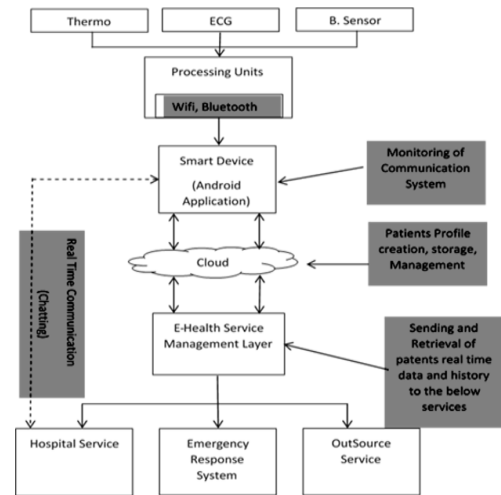 Thermo
ECG
B. Sensor
Processing Units
Wifi, Bluetooth
Smart Device
(Android
Application)
Monitoring of
Communication
System
Cloud
Patients Profile
creation, storage,
Management
Real Time Communication
(Chatting)
E-Health Service
Management Layer
Sending and
Retrieval of
patents real time
data and history
to the below
services
Hospital Service
Emergency
Response
System
OutSource
Service